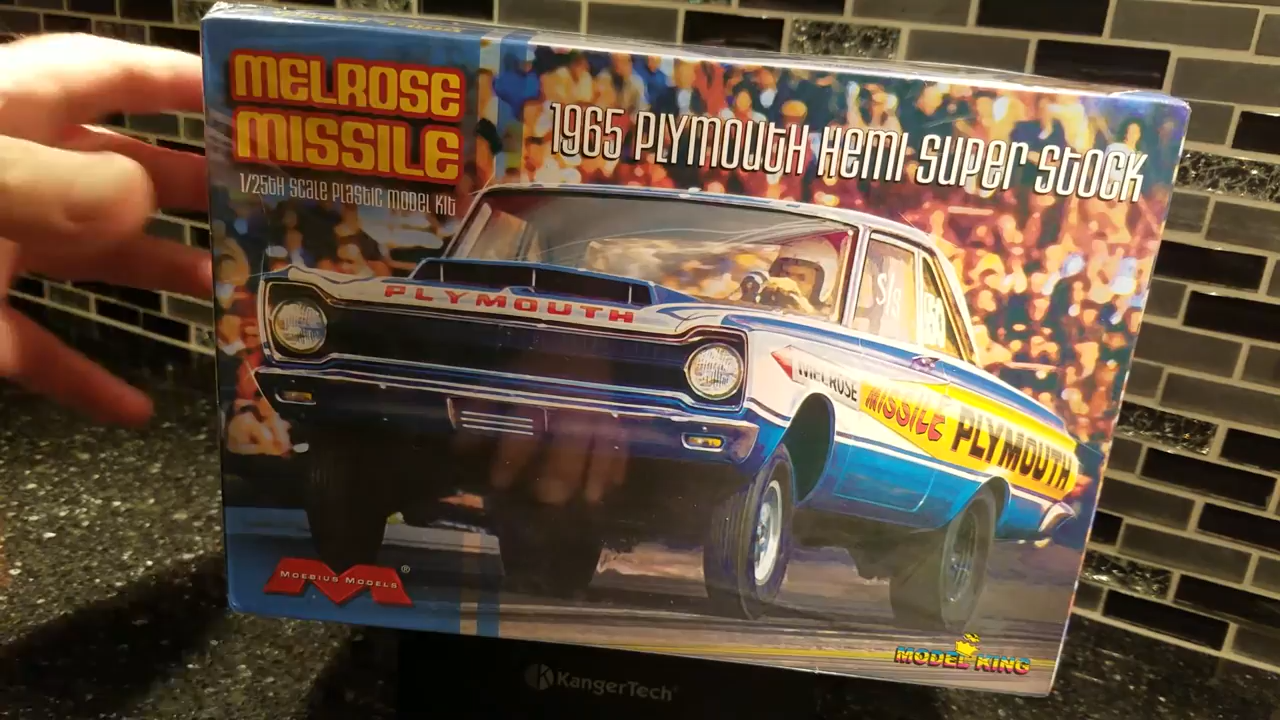 MELROSE
MISSILE
1/25th Scale Plastic Model Kit
1965 Plymouth Hemi Super Stock
PLYMOUTH
S/a
MELROSE MISSILE PLYMOUTH
MOEBIUS MODELS®
MODEL KING
KangerTech®